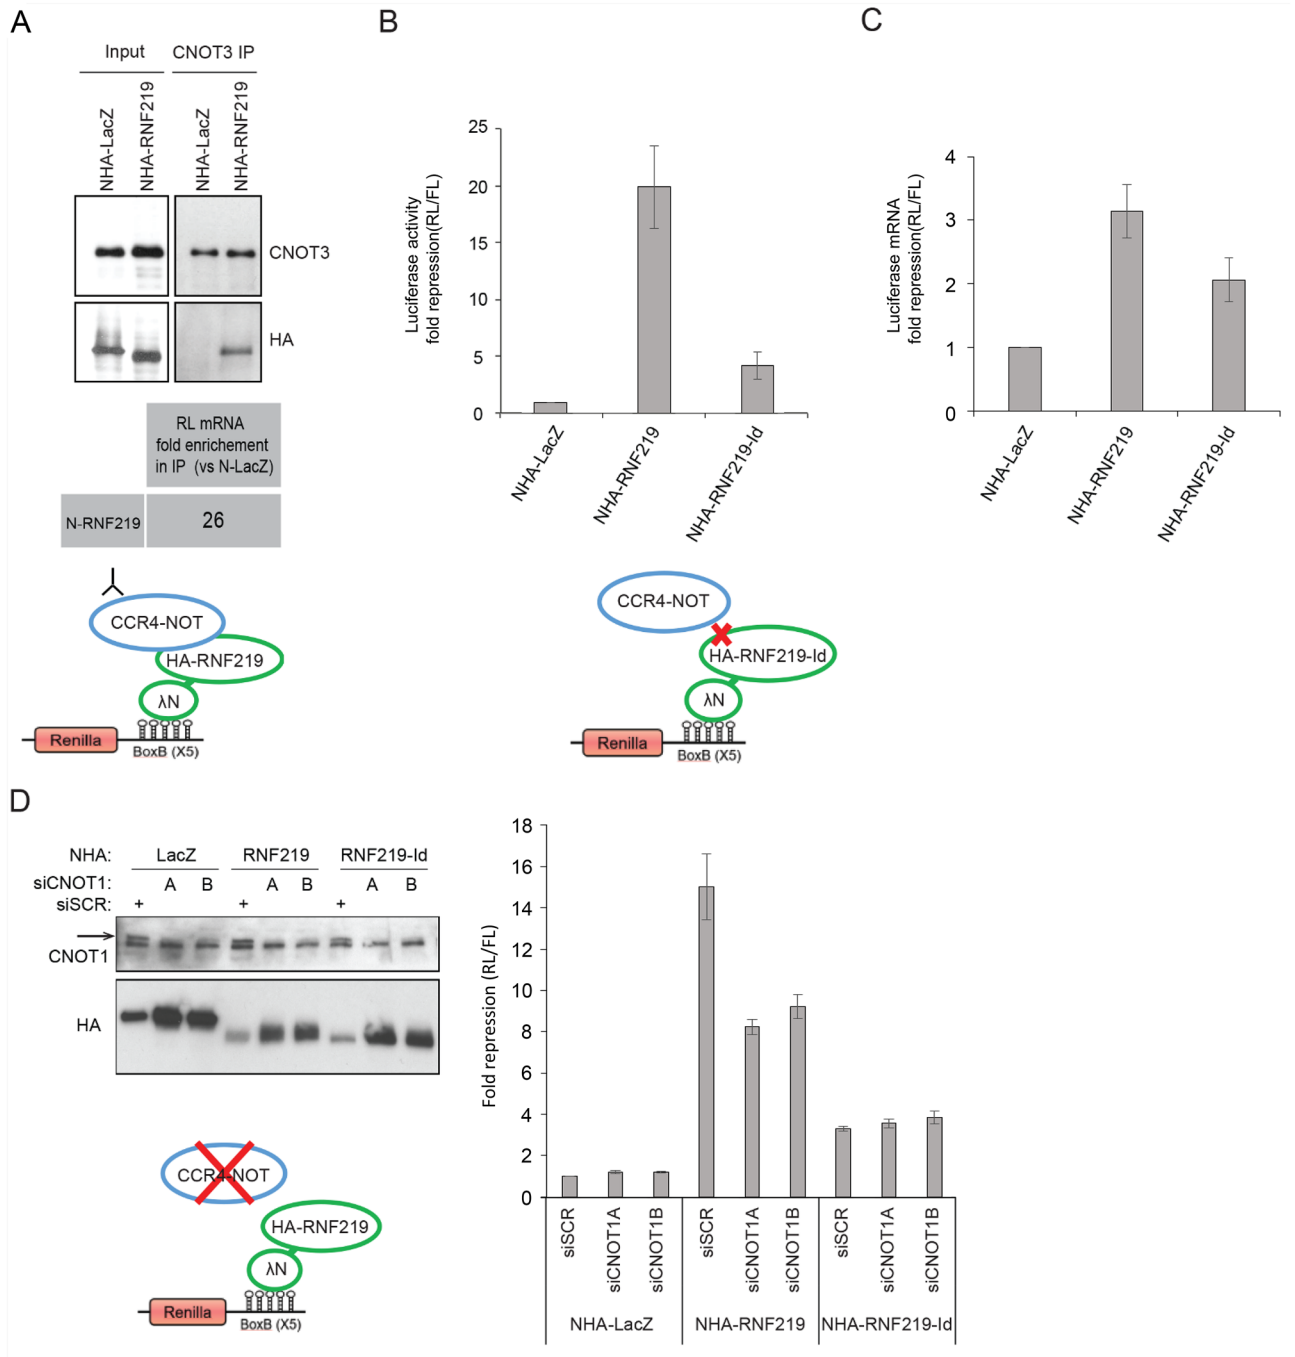 A
Input
CNOT3 IP
NHA-LacZ
NHA-RNF219
NHA-LacZ
NHA-RNF219
CNOT3
HA
RL mRNA
fold enrichement
in IP (vs N-LacZ)
N-RNF219
26
CCR4-NOT
HA-RNF219
λN
Renilla
BoxB (X5)
B
Luciferase activity
fold repression(RL/FL)
25
20
15
10
5
0
NHA-LacZ
NHA-RNF219
NHA-RNF219-Id
CCR4-NOT
HA-RNF219-Id
λN
Renilla
BoxB (X5)
C
Luciferase mRNA
fold repression(RL/FL)
4
3
2
1
0
NHA-LacZ
NHA-RNF219
NHA-RNF219-Id
D
NHA: LacZ RNF219 RNF219-Id
siCNOT1: A B A B A B
siSCR: + + +
CNOT1
HA
CCR4-NOT
HA-RNF219
λN
Renilla
BoxB (X5)
Fold repression (RL/FL)
18
16
14
12
10
8
6
4
2
0
siSCR
siCNOT1A
siCNOT1B
siSCR
siCNOT1A
siCNOT1B
siSCR
siCNOT1A
siCNOT1B
NHA-LacZ
NHA-RNF219
NHA-RNF219-Id